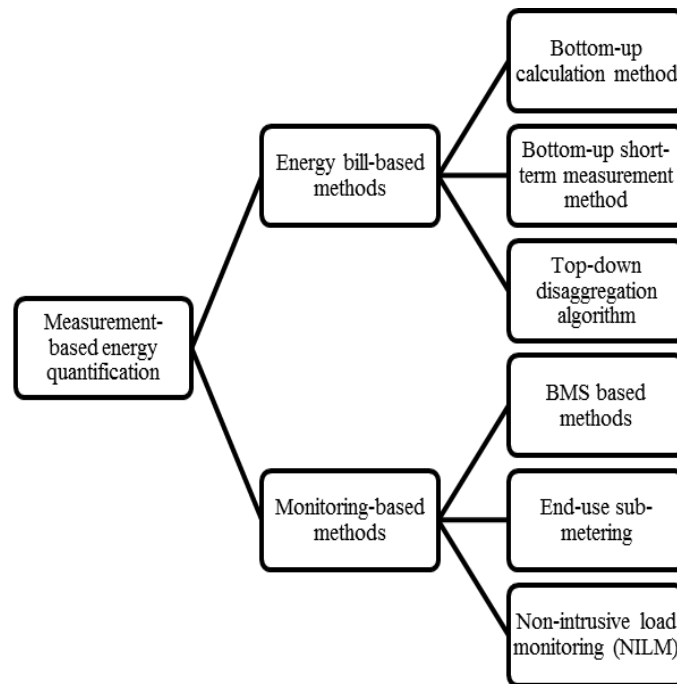 Measurement-
based energy
quantification
Energy bill-based
methods
Bottom-up
calculation method
Bottom-up short-
term measurement
method
Top-down
disaggregation
algorithm
Monitoring-based
methods
BMS based
methods
End-use sub-
metering
Non-intrusive load
monitoring (NILM)